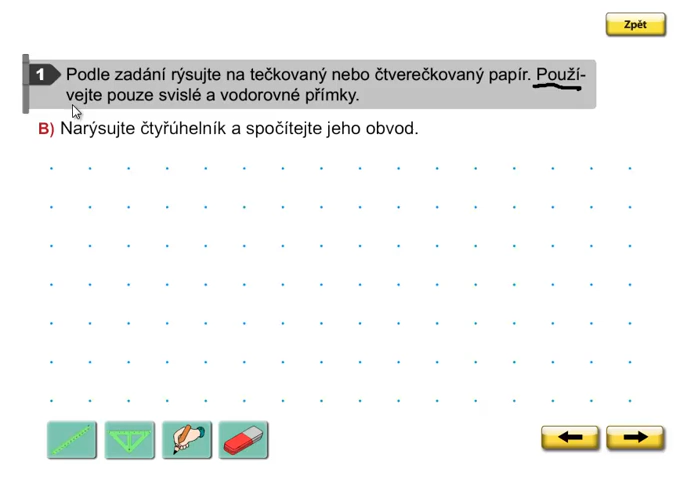 Zpět
1 Podle zadání rýsujte na tečkovaný nebo čtverečkovaný papír. Použí-
vejte pouze svislé a vodorovné přímky.
B) Narýsujte čtyřúhelník a spočítejte jeho obvod.